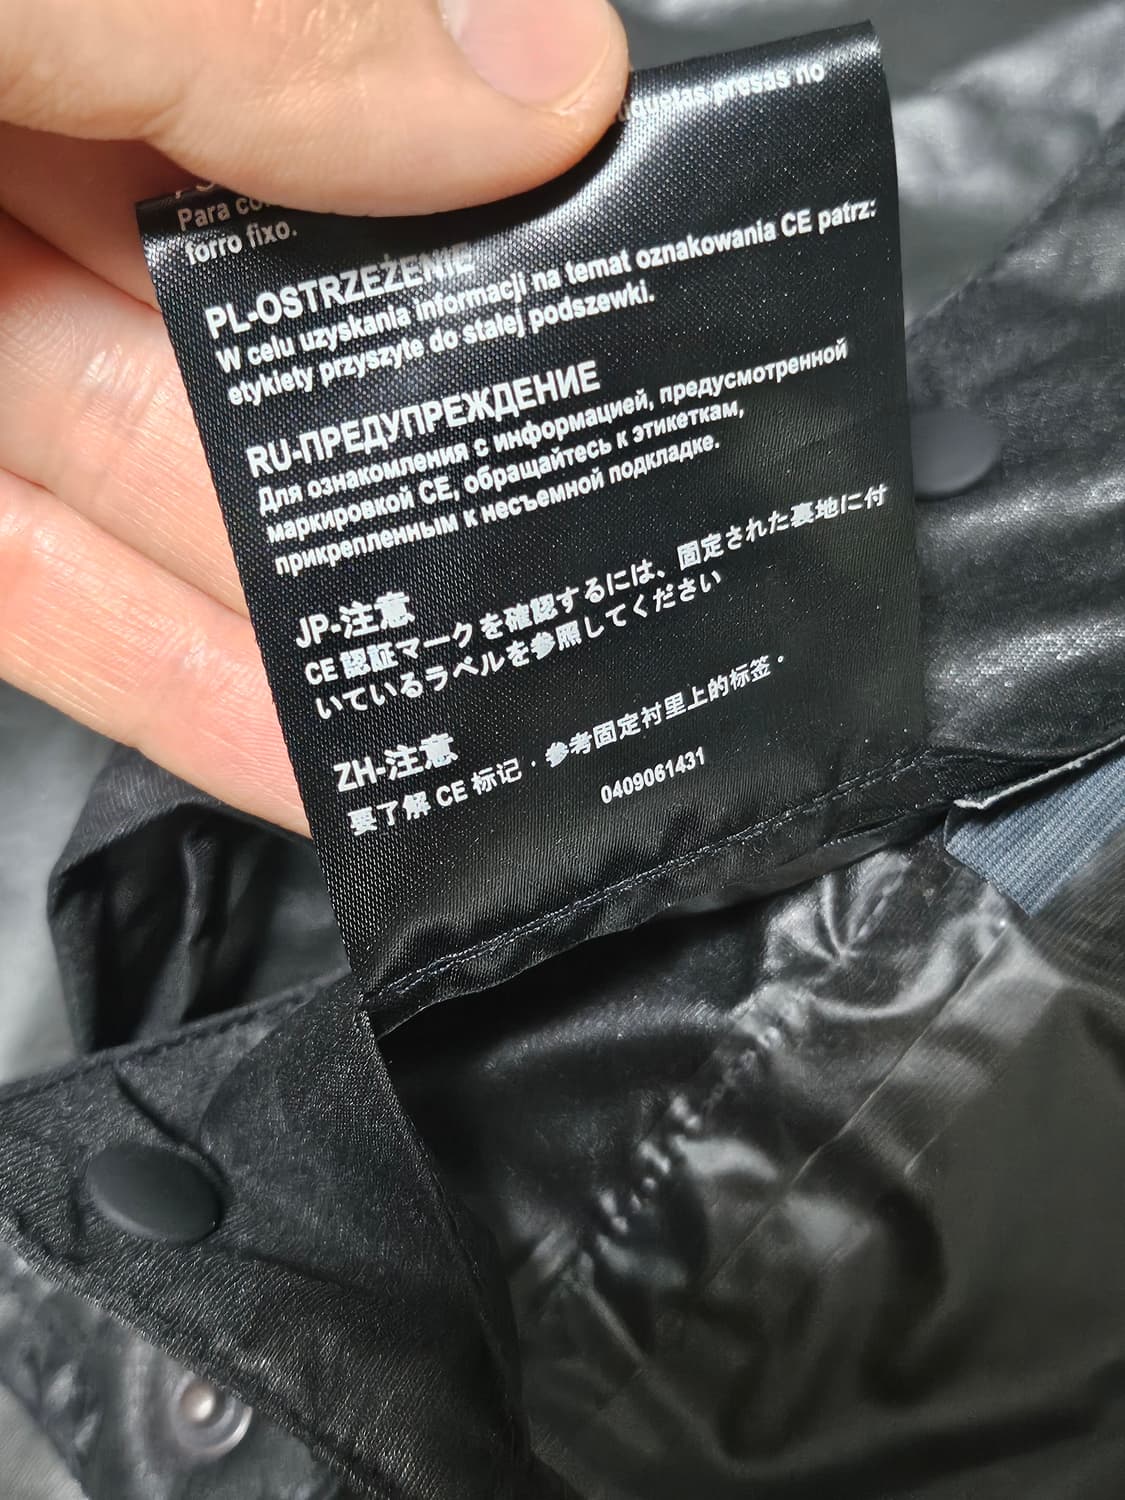 presas no
Para
forro fixo.
PL-OSTRZEŻENIE
W celu uzyskania informacji na temat oznakowania CE patrz:
etykiety przyszyte do stałej podszewki.
RU-ПРЕДУПРЕЖДЕНИЕ
Для ознакомления с информацией, предусмотренной
маркировкой CE, обращайтесь к этикеткам,
прикрепленным к несъемной подкладке.
JP-注意
CE 認証マークを確認するには、固定された裏地に付
いているラベルを参照してください
ZH-注意
要了解 CE 标记，参考固定衬里上的标签。
0409061431